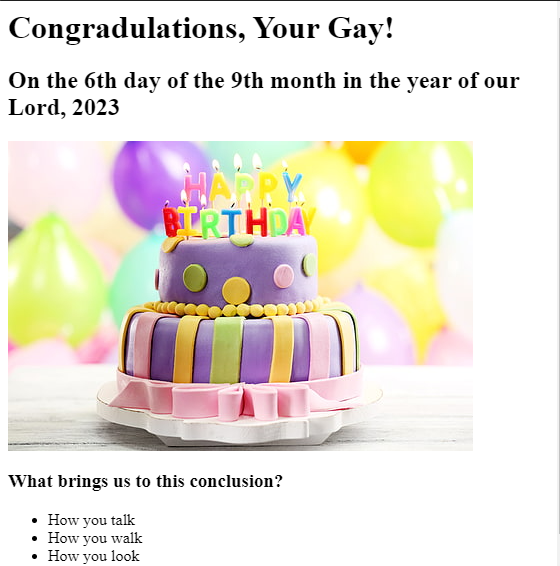 Congradulations, Your Gay!
On the 6th day of the 9th month in the year of our
Lord, 2023
HAPPY
BIRTHDAY
What brings us to this conclusion?
How you talk
How you walk
How you look